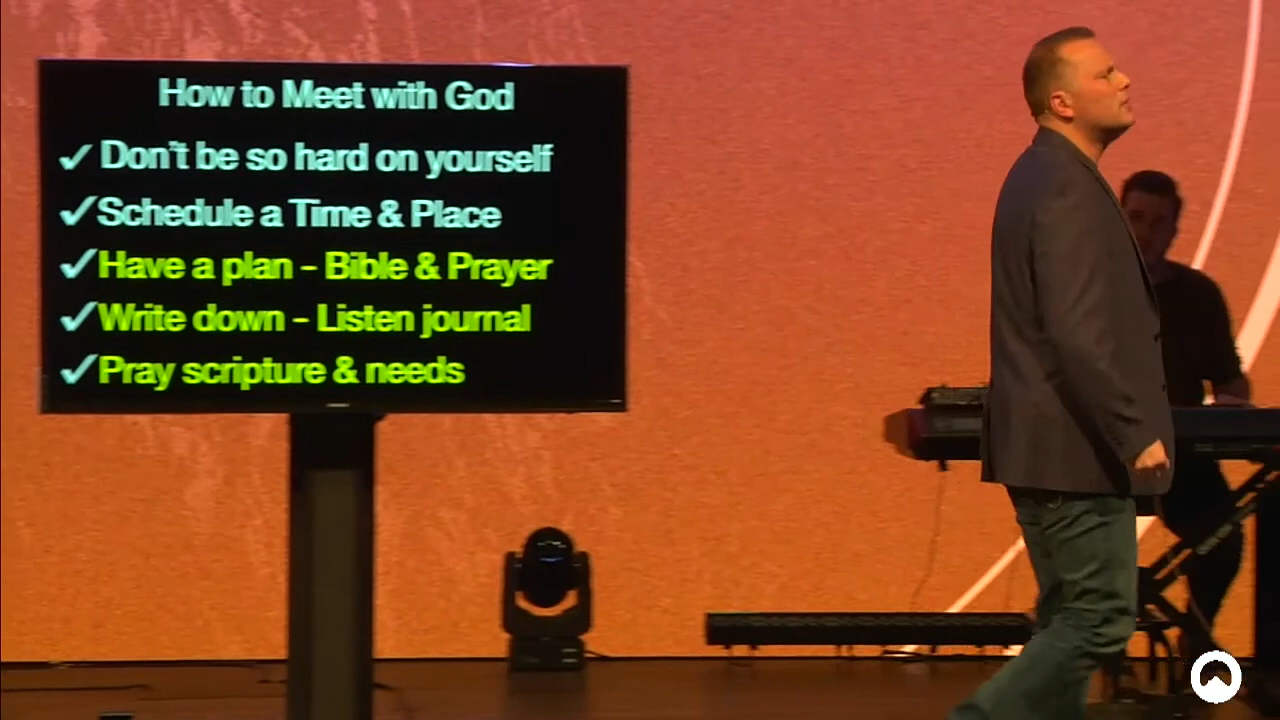 How to Meet with God
✓ Don't be so hard on yourself
✓ Schedule a Time & Place
✓ Have a plan - Bible & Prayer
✓ Write down - Listen journal
✓ Pray scripture & needs